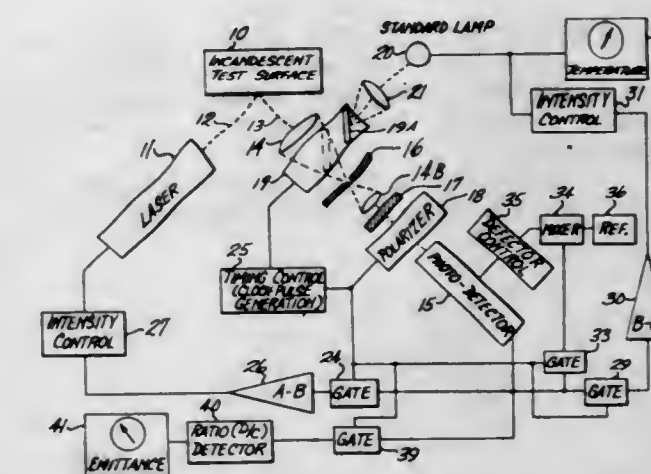 STANDARD LAMP
10
INCANDESCENT
TEST SURFACE
20
TEMPERATURE
21
INTENSITY
CONTROL
31
12
13
11
14
19A
16
LASER
19
14B
17
18
POLARIZER
35
DETECTOR
CONTROL
34
MIXER
36
REF.
25
TIMING CONTROL
(CLOCK PULSE
GENERATION)
PHOTO-
DETECTOR
15
30
B-
INTENSITY
CONTROL
27
33
GATE
26
A-B
24
GATE
29
GATE
41
EMITTANCE
40
RATIO (D/C)
DETECTOR
GATE
39